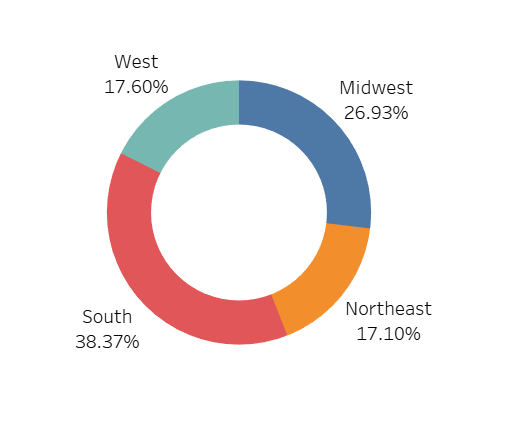 West
17.60%
Midwest
26.93%
Northeast
17.10%
South
38.37%